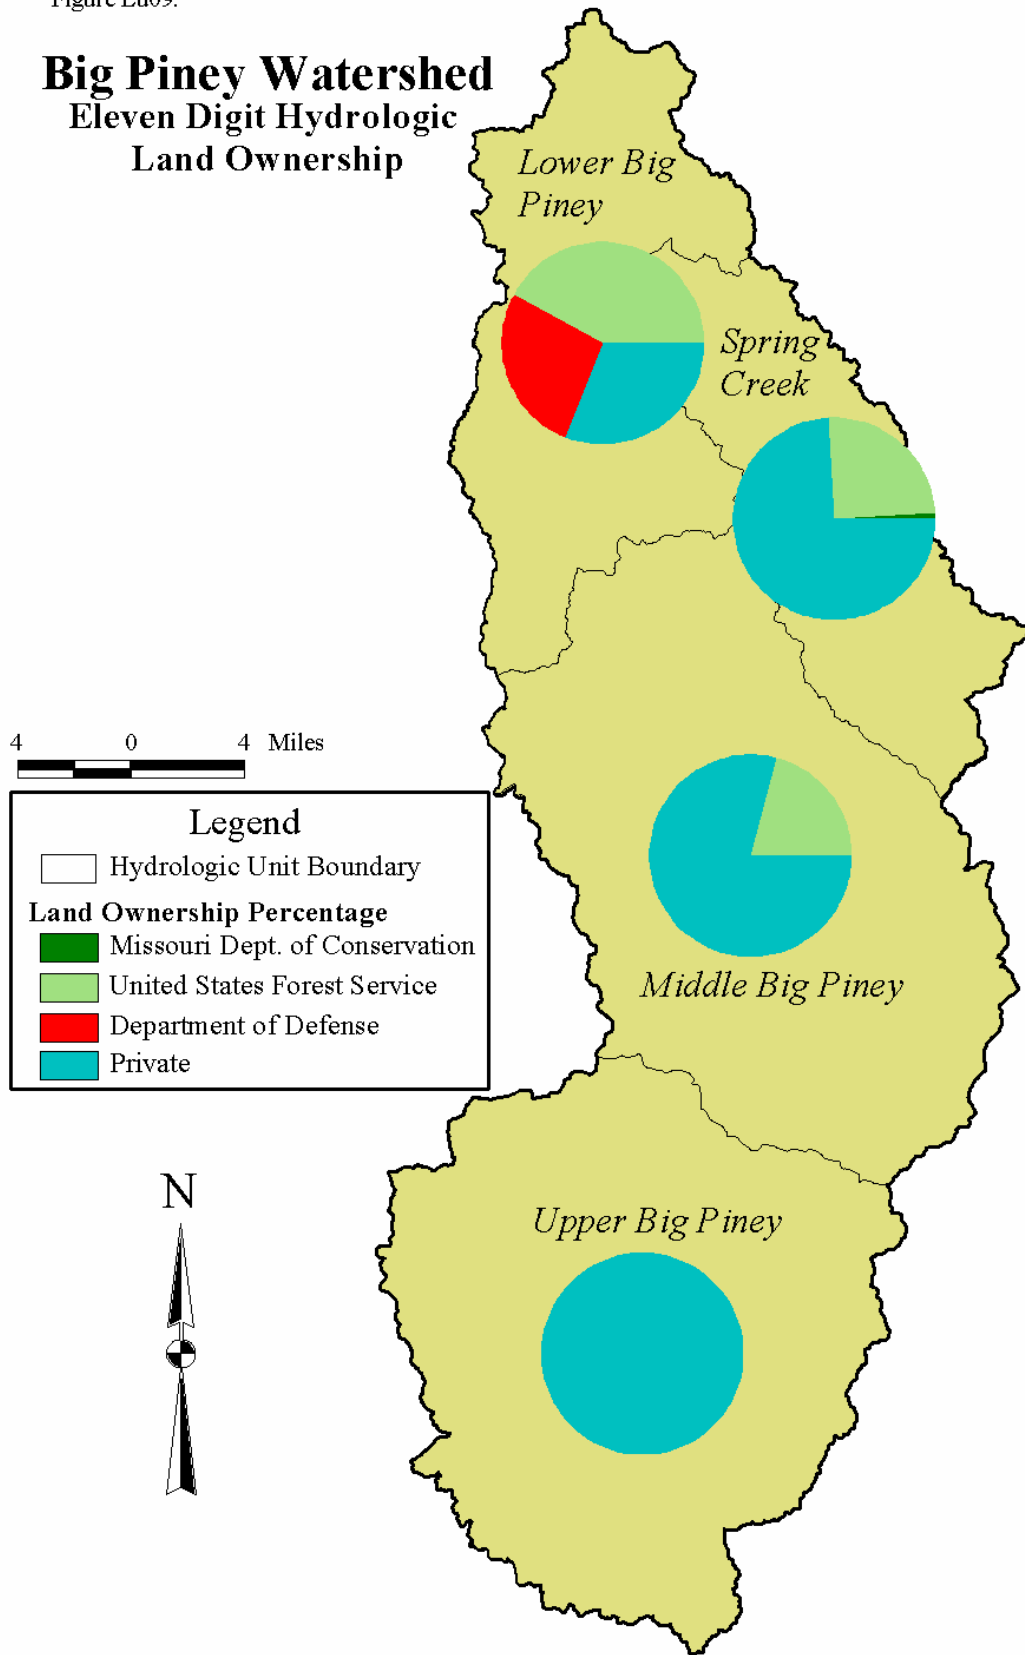 Figure Lu09.
Big Piney Watershed
Eleven Digit Hydrologic
Land Ownership
Lower Big
Piney
Spring
Creek
4 0 4 Miles
Legend
Hydrologic Unit Boundary
Land Ownership Percentage
Missouri Dept. of Conservation
United States Forest Service
Department of Defense
Private
Middle Big Piney
N
Upper Big Piney